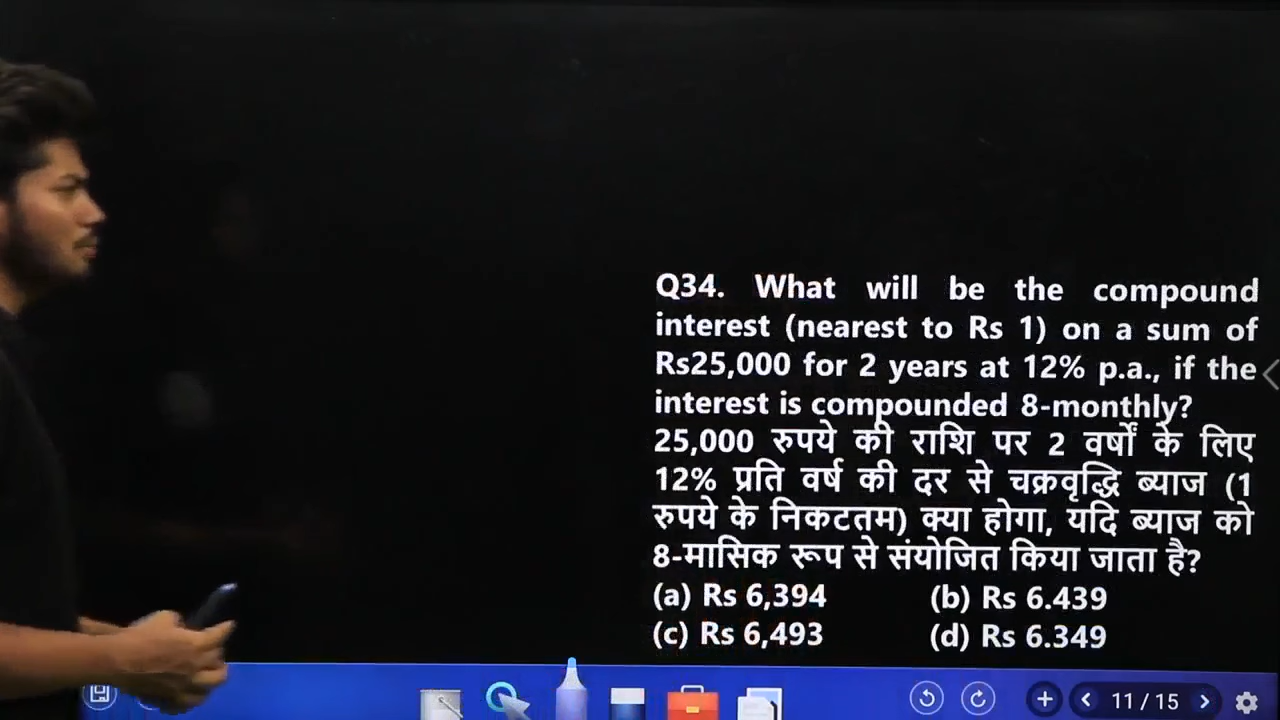 Q34. What will be the compound
interest (nearest to Rs 1) on a sum of
Rs25,000 for 2 years at 12% p.a., if the
interest is compounded 8-monthly?
25,000 रुपये की राशि पर 2 वर्षों के लिए
12% प्रति वर्ष की दर से चक्रवृद्धि ब्याज (1
रुपये के निकटतम) क्या होगा, यदि ब्याज को
8-मासिक रूप से संयोजित किया जाता है?
(a) Rs 6,394 (b) Rs 6.439
(c) Rs 6,493 (d) Rs 6.349
11 / 15